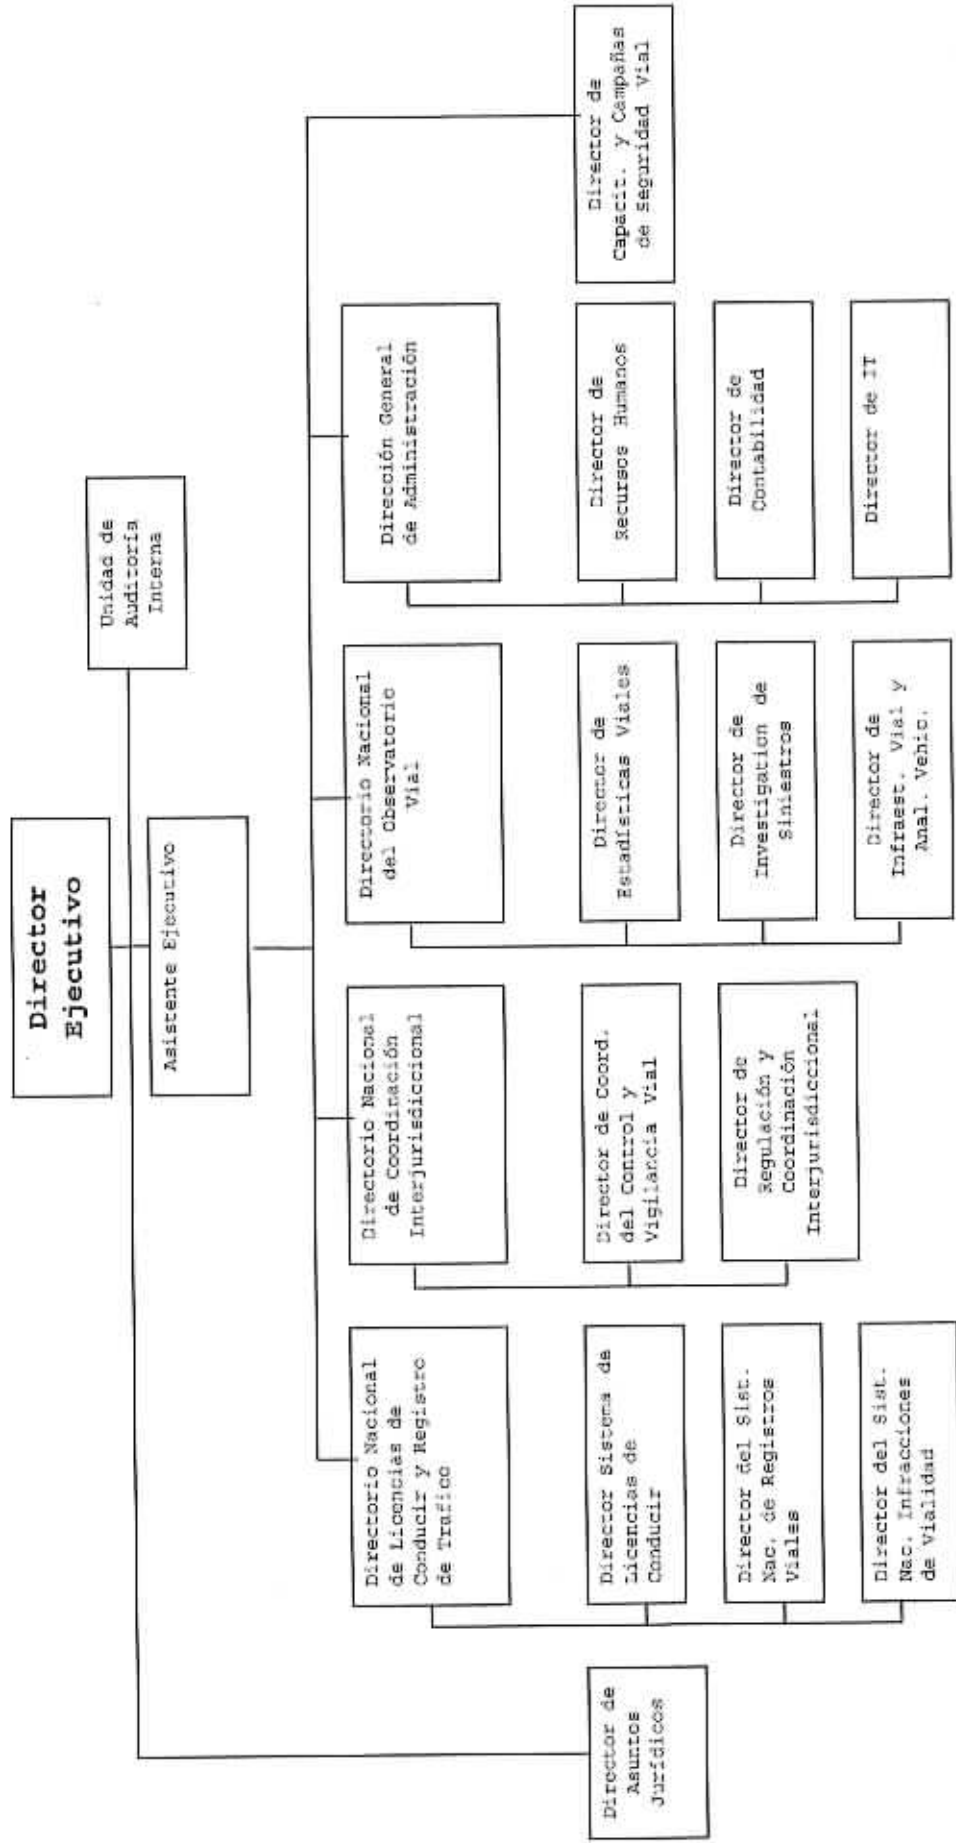 Director
Ejecutivo
Unidad de
Auditoría
Interna
Asistente Ejecutivo
Directorio Nacional
de Licencias de
Conducir y Registro
de Trafico
Directorio Nacional
de Coordinación
Interjurisdiccional
Directorio Nacional
del Observatorio
Vial
Dirección General
de Administración
Director de
Asuntos
Jurídicos
Director Sistema de
Licencias de
Conducir
Director de Coord.
del Control y
Vigilancia Vial
Director de
Estadísticas Viales
Director de
Recursos Humanos
Director de
Capacit. y Campañas
de seguridad Vial
Director del Sist.
Nac. de Registros
Viales
Director de
Regulación y
Coordinación
Interjurisdiccional
Director de
Investigation de
Siniestros
Director de
Contabilidad
Director del Sist.
Nac. Infracciones
de Vialidad
Director de
Infraest. Vial y
Anal. Vehic.
Director de IT